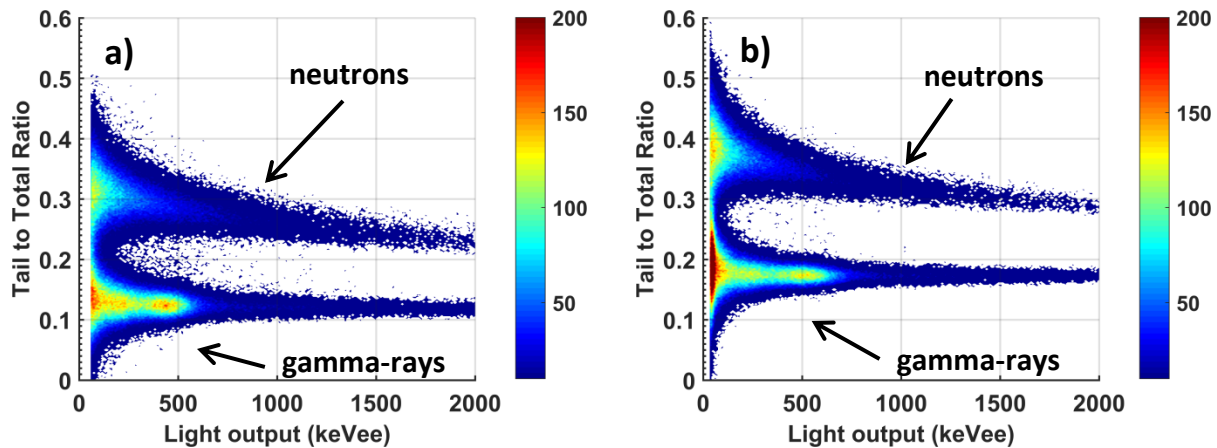 a)
neutrons
gamma-rays
Tail to Total Ratio
0.6
0.5
0.4
0.3
0.2
0.1
0
0 500 1000 1500 2000
Light output (keVee)
200
150
100
50
b)
neutrons
gamma-rays
Tail to Total Ratio
0.6
0.5
0.4
0.3
0.2
0.1
0
0 500 1000 1500 2000
Light output (keVee)
200
150
100
50